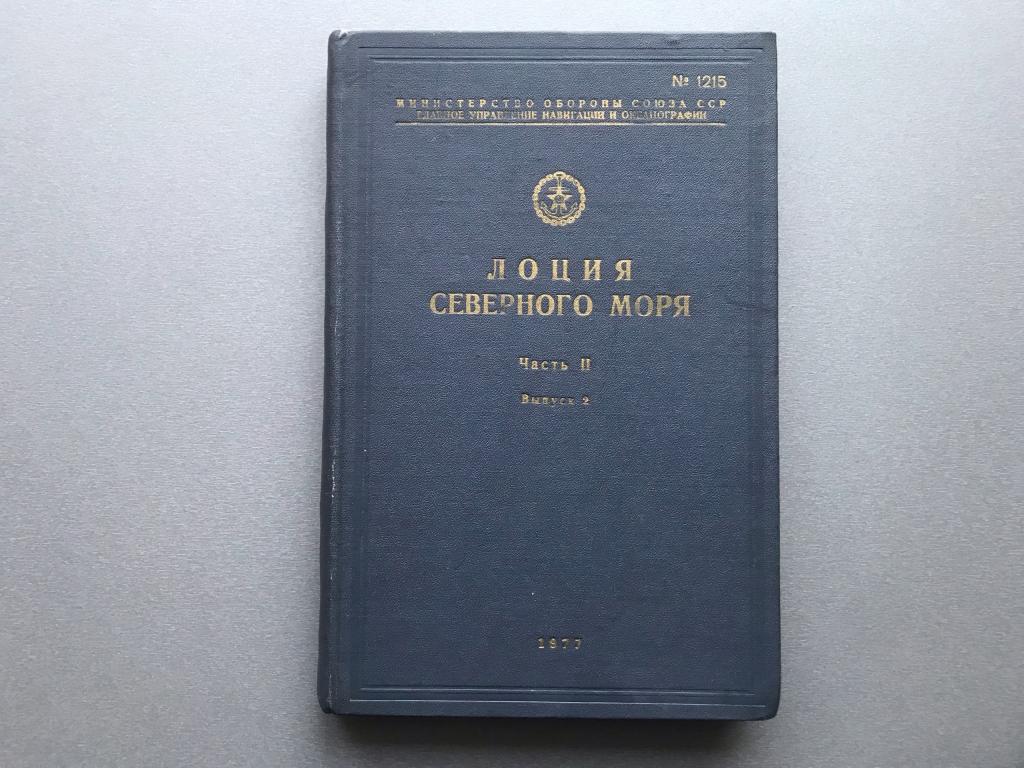 № 1215
МИНИСТЕРСТВО ОБОРОНЫ СОЮЗА ССР
ГЛАВНОЕ УПРАВЛЕНИЕ НАВИГАЦИИ И ОКЕАНОГРАФИИ
ЛОЦИЯ
СЕВЕРНОГО МОРЯ
Часть II
Выпуск 2
1977